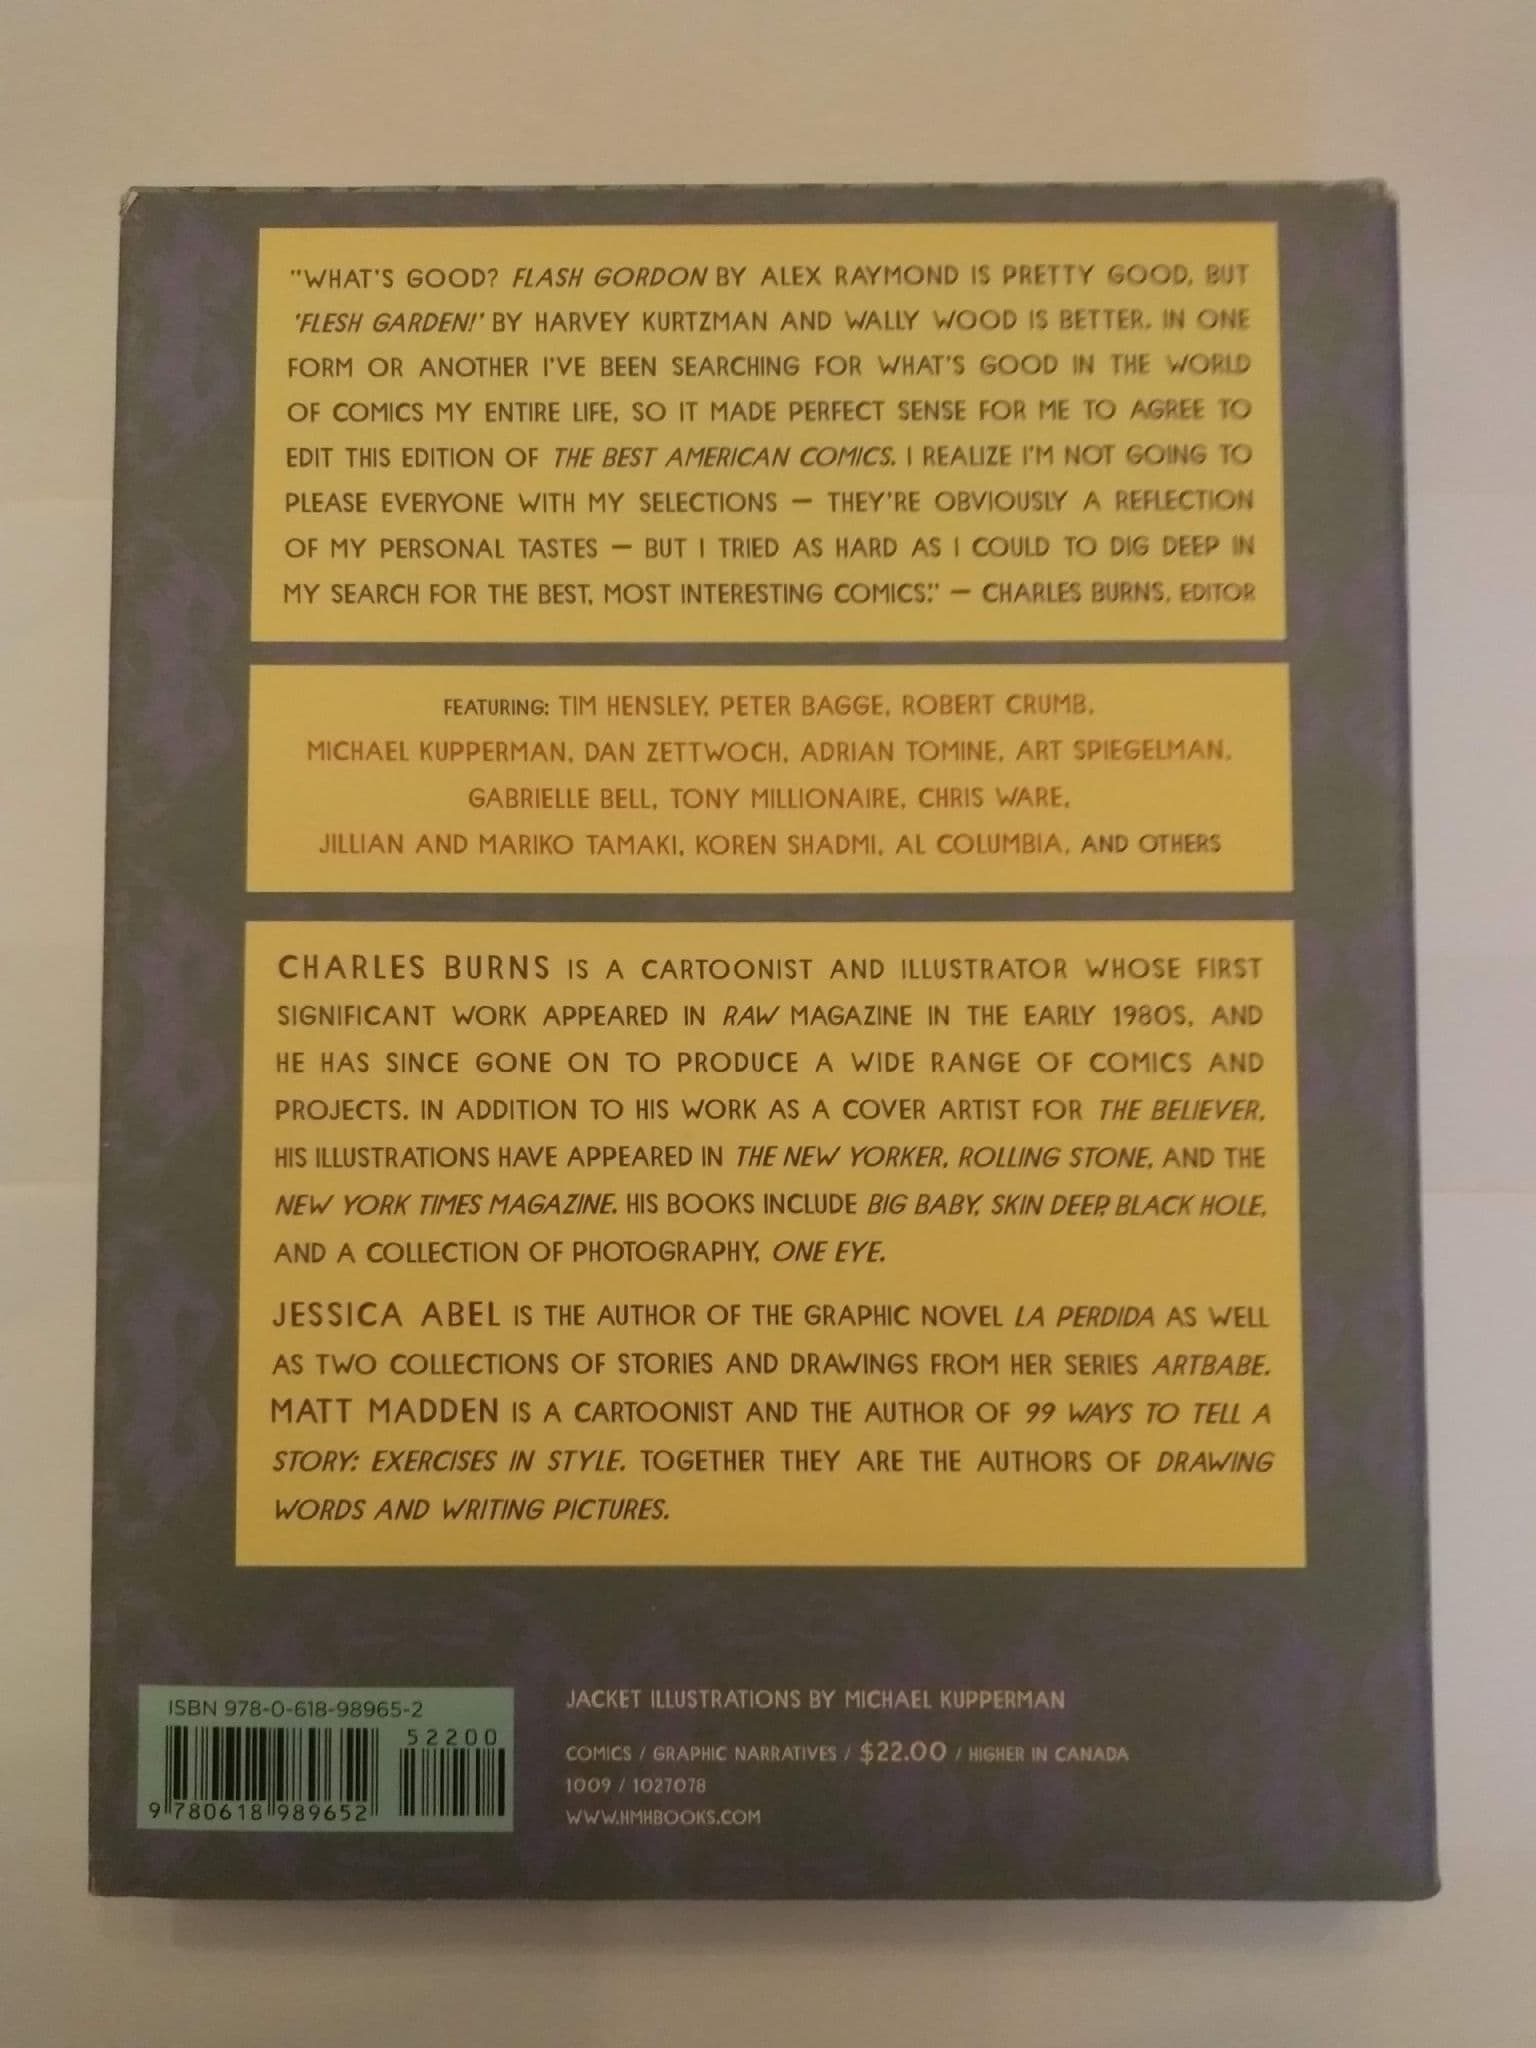 "WHAT'S GOOD? FLASH GORDON BY ALEX RAYMOND IS PRETTY GOOD, BUT
'FLESH GARDEN!' BY HARVEY KURTZMAN AND WALLY WOOD IS BETTER. IN ONE
FORM OR ANOTHER I'VE BEEN SEARCHING FOR WHAT'S GOOD IN THE WORLD
OF COMICS MY ENTIRE LIFE, SO IT MADE PERFECT SENSE FOR ME TO AGREE TO
EDIT THIS EDITION OF THE BEST AMERICAN COMICS. I REALIZE I'M NOT GOING TO
PLEASE EVERYONE WITH MY SELECTIONS — THEY'RE OBVIOUSLY A REFLECTION
OF MY PERSONAL TASTES — BUT I TRIED AS HARD AS I COULD TO DIG DEEP IN
MY SEARCH FOR THE BEST, MOST INTERESTING COMICS." — CHARLES BURNS, EDITOR
FEATURING: TIM HENSLEY, PETER BAGGE, ROBERT CRUMB,
MICHAEL KUPPERMAN, DAN ZETTWOCH, ADRIAN TOMINE, ART SPIEGELMAN,
GABRIELLE BELL, TONY MILLIONAIRE, CHRIS WARE,
JILLIAN AND MARIKO TAMAKI, KOREN SHADMI, AL COLUMBIA, AND OTHERS
CHARLES BURNS IS A CARTOONIST AND ILLUSTRATOR WHOSE FIRST
SIGNIFICANT WORK APPEARED IN RAW MAGAZINE IN THE EARLY 1980S, AND
HE HAS SINCE GONE ON TO PRODUCE A WIDE RANGE OF COMICS AND
PROJECTS. IN ADDITION TO HIS WORK AS A COVER ARTIST FOR THE BELIEVER,
HIS ILLUSTRATIONS HAVE APPEARED IN THE NEW YORKER, ROLLING STONE, AND THE
NEW YORK TIMES MAGAZINE. HIS BOOKS INCLUDE BIG BABY, SKIN DEEP, BLACK HOLE,
AND A COLLECTION OF PHOTOGRAPHY, ONE EYE.
JESSICA ABEL IS THE AUTHOR OF THE GRAPHIC NOVEL LA PERDIDA AS WELL
AS TWO COLLECTIONS OF STORIES AND DRAWINGS FROM HER SERIES ARTBABE.
MATT MADDEN IS A CARTOONIST AND THE AUTHOR OF 99 WAYS TO TELL A
STORY: EXERCISES IN STYLE. TOGETHER THEY ARE THE AUTHORS OF DRAWING
WORDS AND WRITING PICTURES.
ISBN 978-0-618-98965-2
52200
9 780618 989652
JACKET ILLUSTRATIONS BY MICHAEL KUPPERMAN
COMICS / GRAPHIC NARRATIVES / $22.00 / HIGHER IN CANADA
1009 / 1027078
WWW.HMHBOOKS.COM